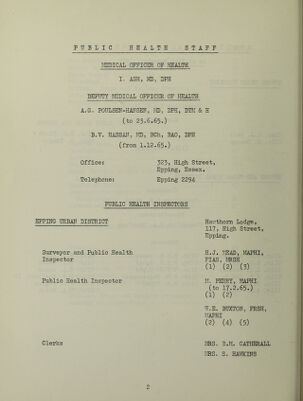 PUBLIC HEALTH STAFF
MEDICAL OFFICER OF HEALTH
I. ASH, MD, DPH
DEPUTY MEDICAL OFFICER OF HEALTH
A.G. POULSEN-HANSEN, MD, DPH, DTM & H
(to 23.6.65.)
B.V. HASSAN, MD, BCh, BAO, DPH
(from 1.12.65.)
Office: 323, High Street,
Epping, Essex.
Telephone: Epping 2294
PUBLIC HEALTH INSPECTORS
EPPING URBAN DISTRICT Hawthorn Lodge,
117, High Street,
Epping.
Surveyor and Public Health H.J. MEAD, MAPHI,
Inspector FIAS, MRSH
(1) (2) (3)
Public Health Inspector M. PERRY, MAPHI
(to 17.2.65.)
(1) (2)
W.E. BUXTON, FRSH,
MAPHI
(2) (4) (5)
Clerks MRS. B.M. CATHERALL
MRS. S. HAWKINS
2